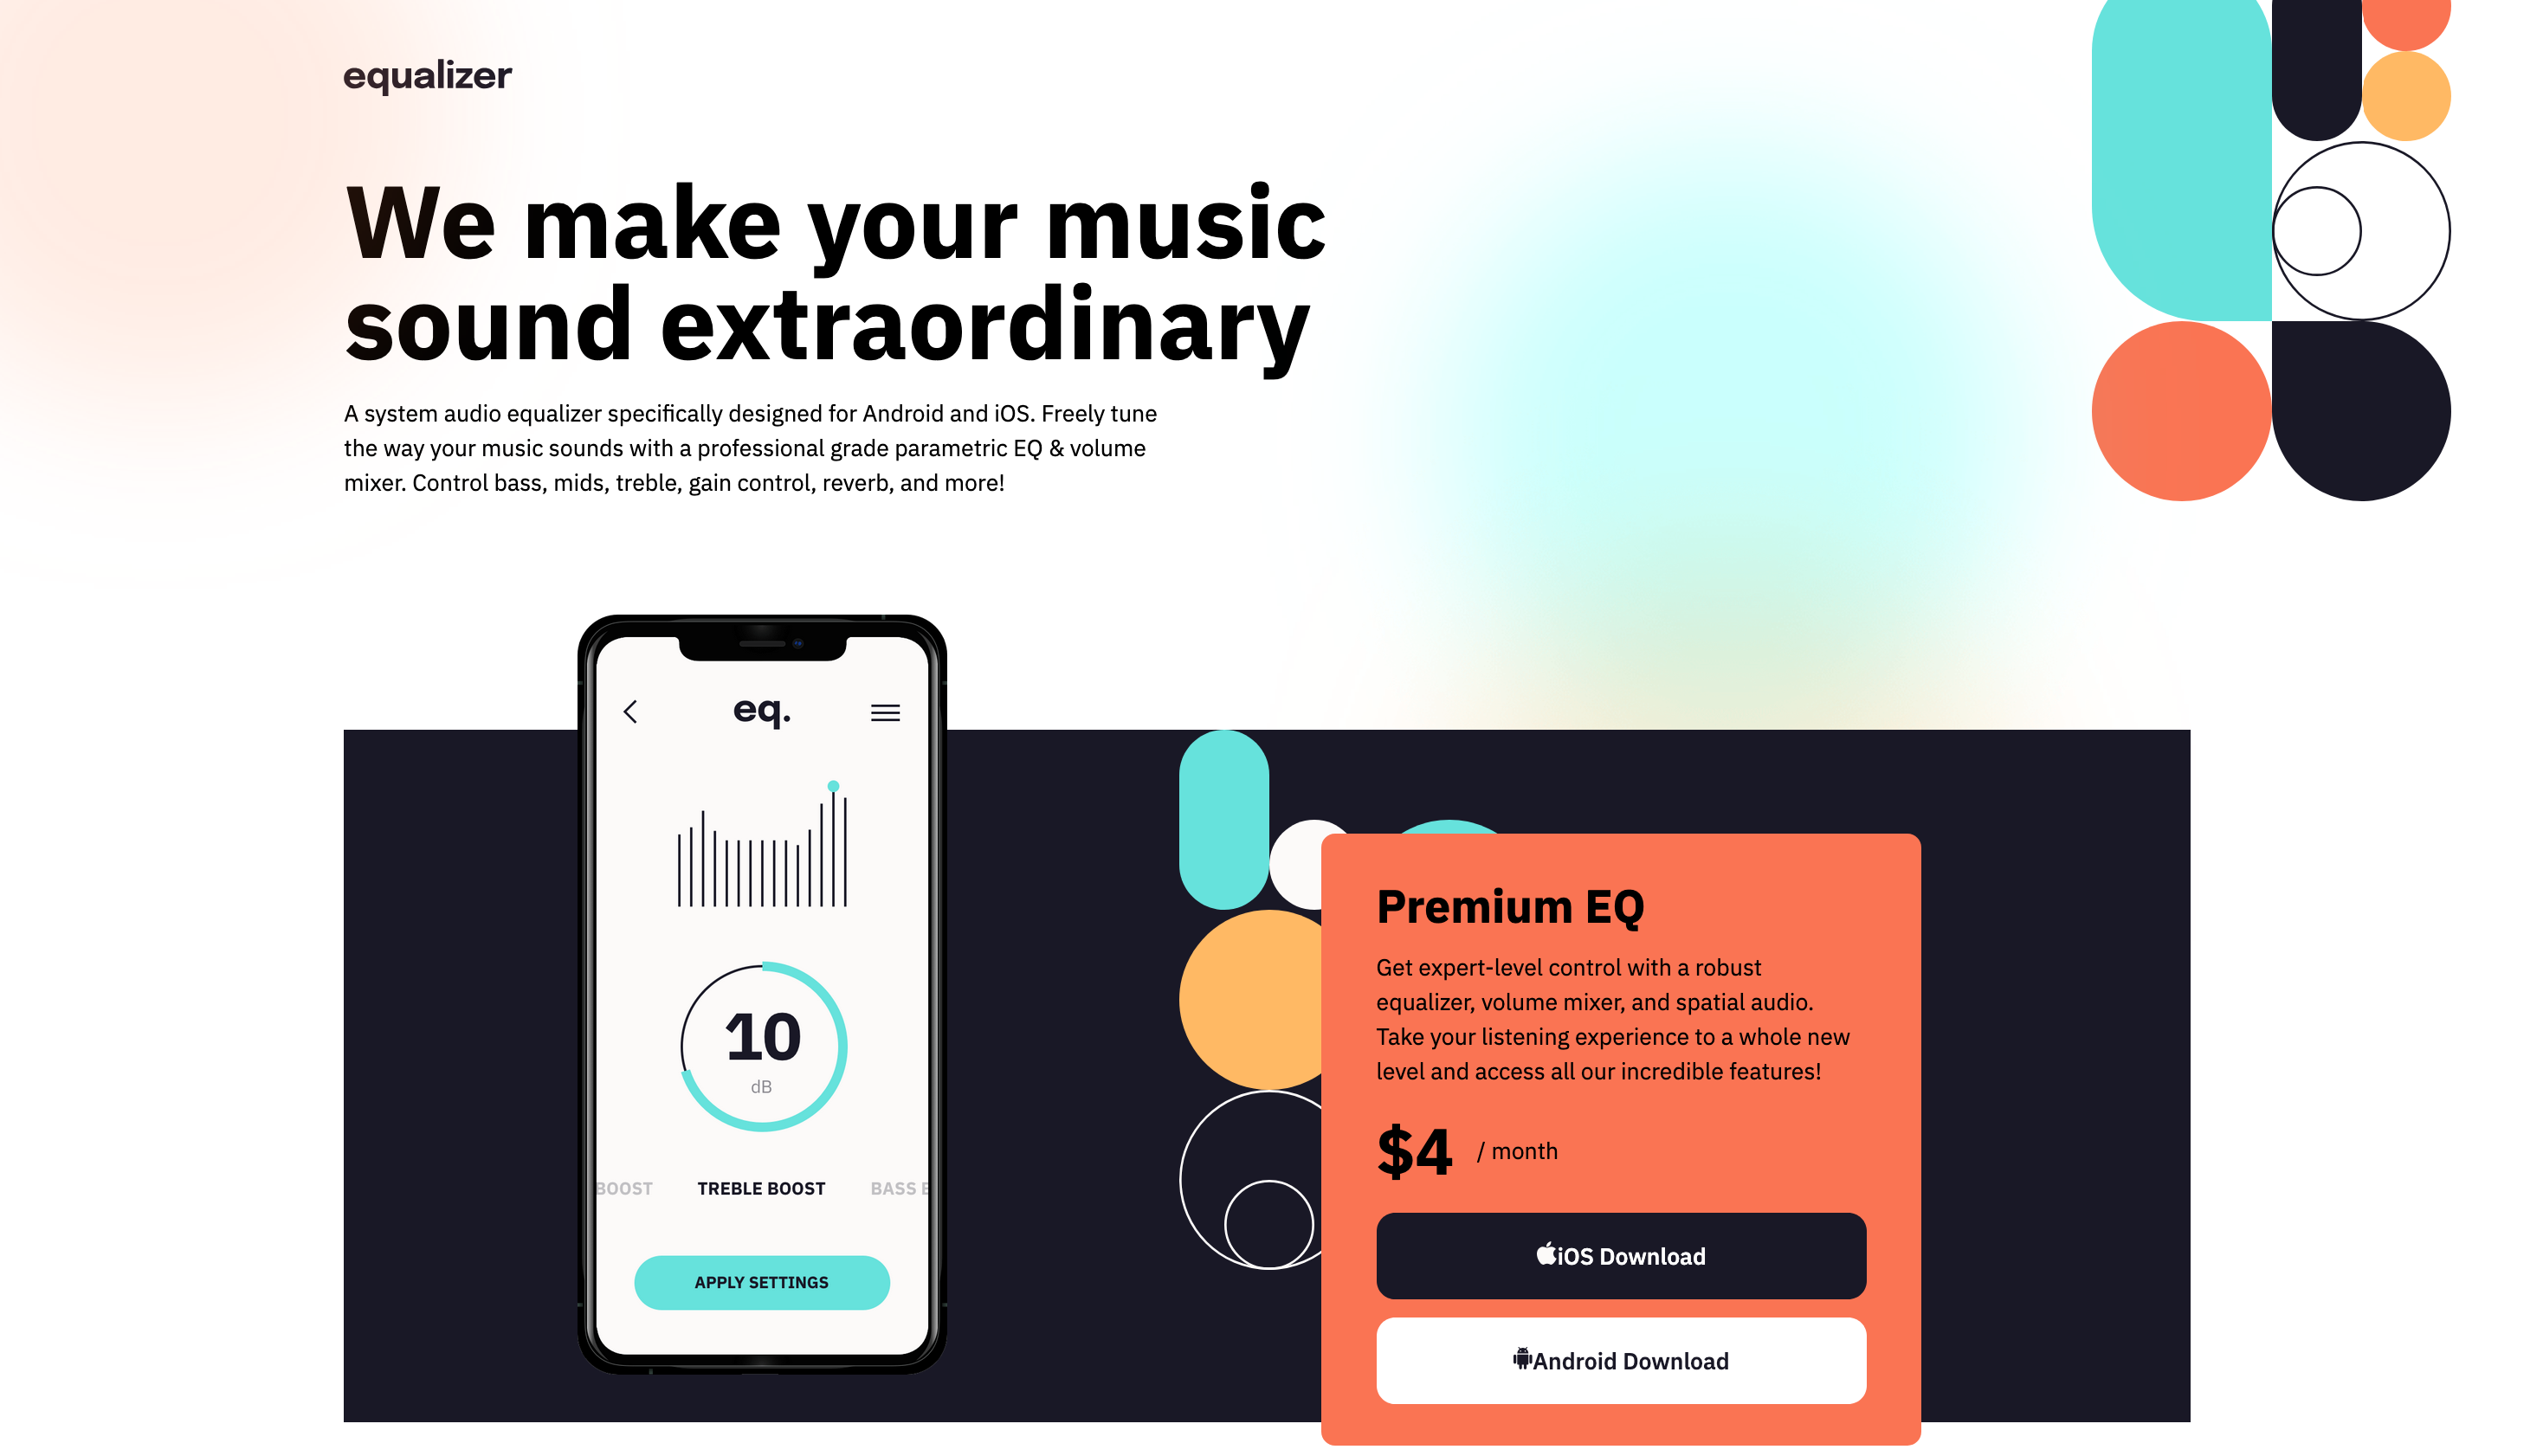 equalizer
We make your music
sound extraordinary
A system audio equalizer specifically designed for Android and iOS. Freely tune
the way your music sounds with a professional grade parametric EQ & volume
mixer. Control bass, mids, treble, gain control, reverb, and more!
eq.
10
dB
BOOST TREBLE BOOST BASS B
APPLY SETTINGS
Premium EQ
Get expert-level control with a robust
equalizer, volume mixer, and spatial audio.
Take your listening experience to a whole new
level and access all our incredible features!
$4 / month
iOS Download
Android Download